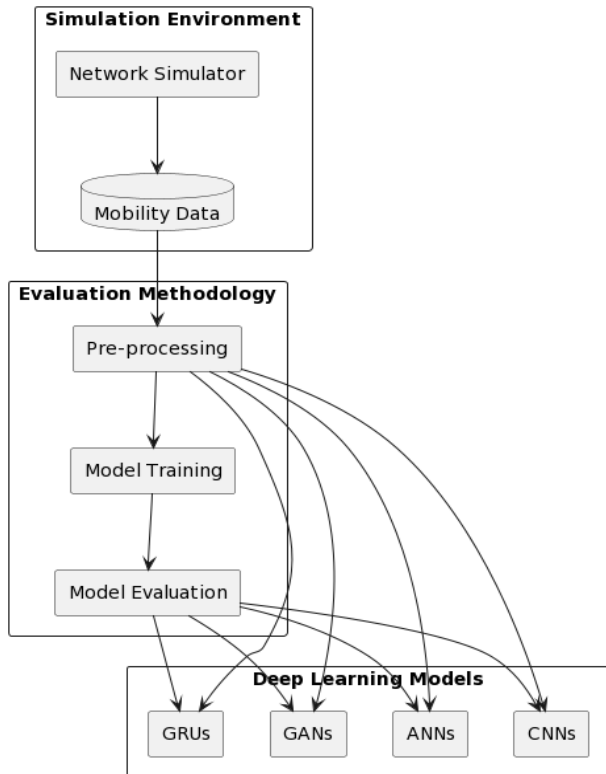 Simulation Environment
Network Simulator
Mobility Data
Evaluation Methodology
Pre-processing
Model Training
Model Evaluation
Deep Learning Models
GRUs
GANs
ANNs
CNNs